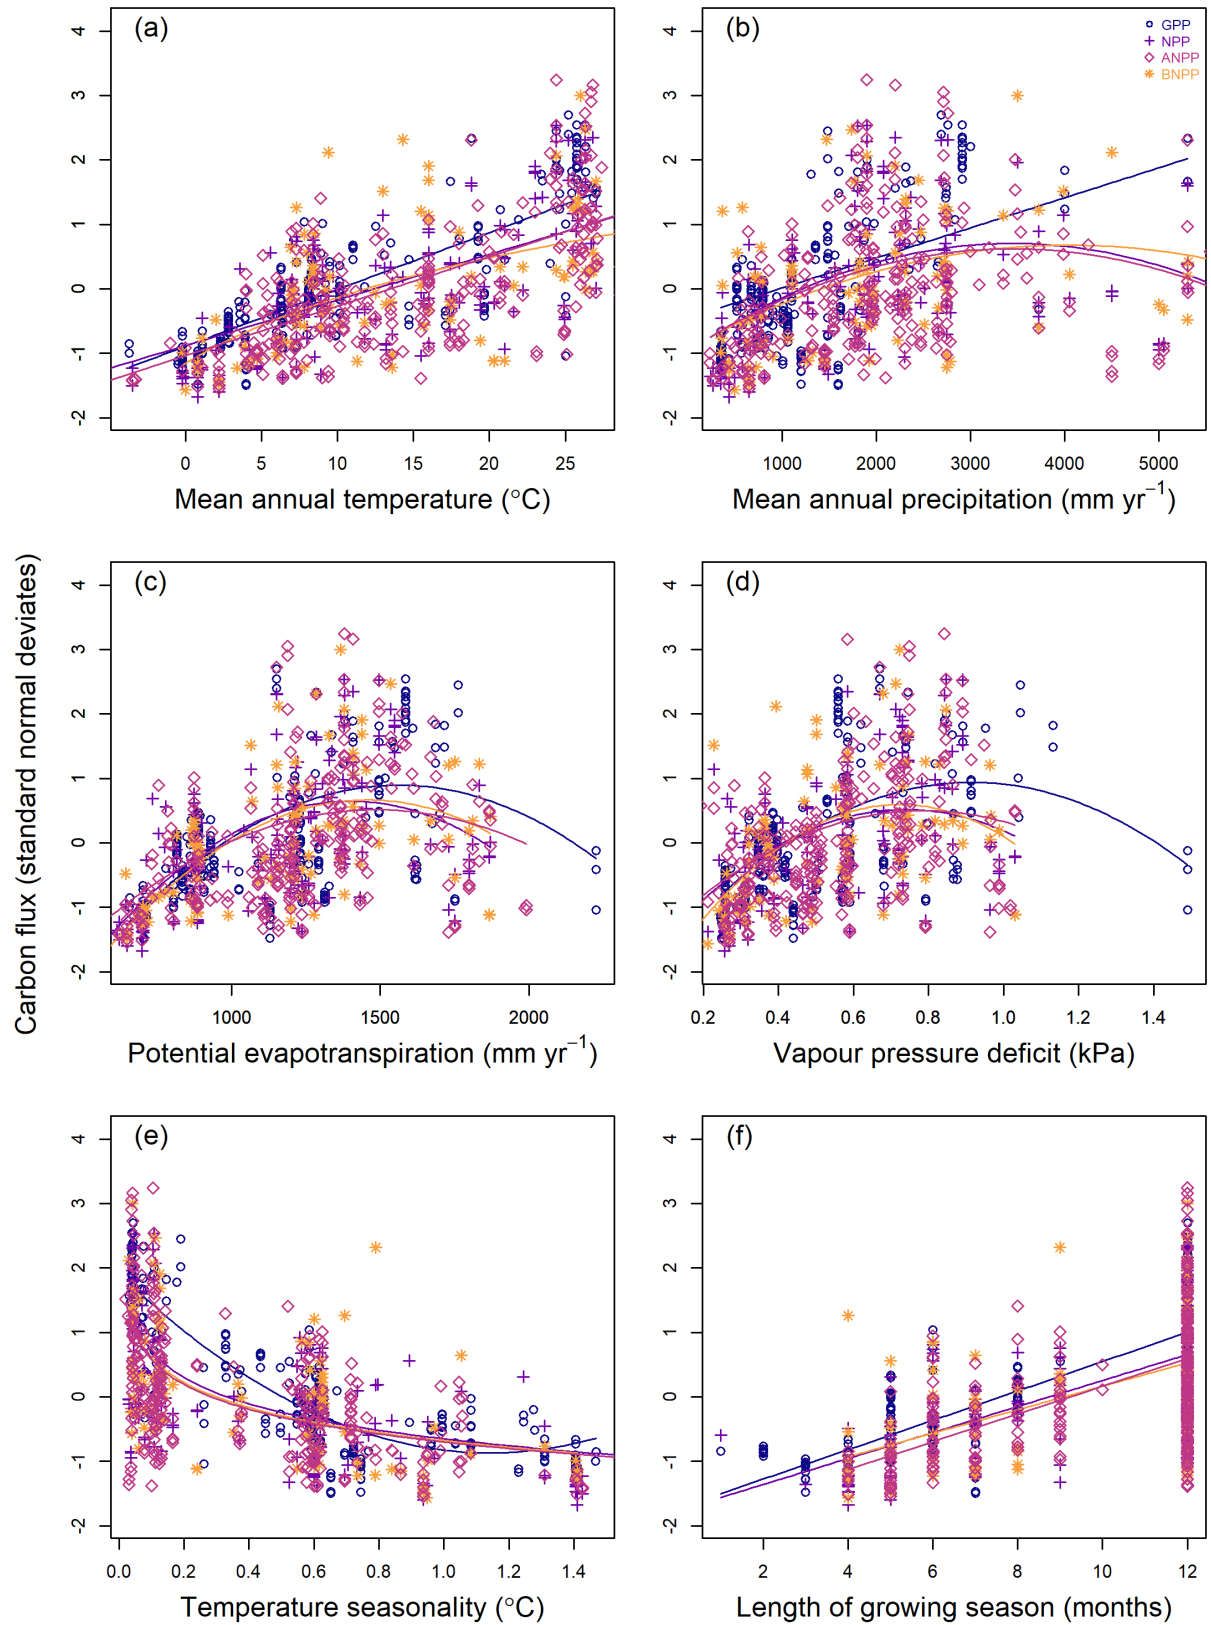 (a)
4
3
2
1
0
-1
-2
0 5 10 15 20 25
Mean annual temperature (°C)
(b)
GPP
NPP
ANPP
BNPP
4
3
2
1
0
-1
-2
1000 2000 3000 4000 5000
Mean annual precipitation (mm yr⁻¹)
Carbon flux (standard normal deviates)
(c)
4
3
2
1
0
-1
-2
1000 1500 2000
Potential evapotranspiration (mm yr⁻¹)
(d)
4
3
2
1
0
-1
-2
0.2 0.4 0.6 0.8 1.0 1.2 1.4
Vapour pressure deficit (kPa)
(e)
4
3
2
1
0
-1
-2
0.0 0.2 0.4 0.6 0.8 1.0 1.2 1.4
Temperature seasonality (°C)
(f)
4
3
2
1
0
-1
-2
2 4 6 8 10 12
Length of growing season (months)